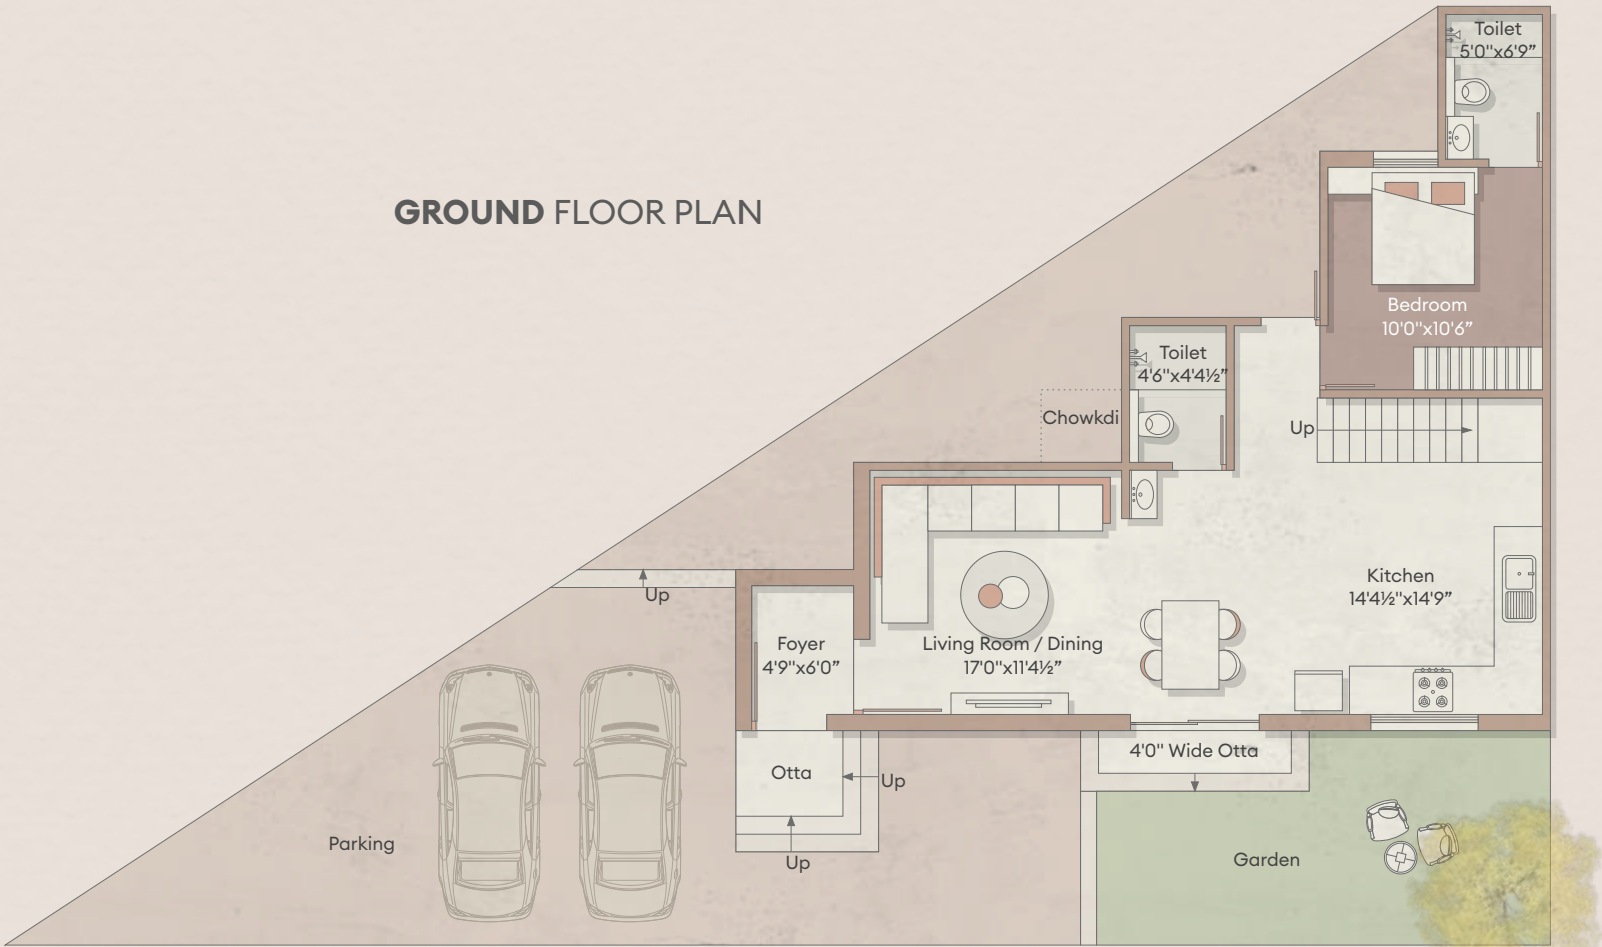 Toilet
5'0"x6'9”
GROUND FLOOR PLAN
Bedroom
10'0"x10'6”
Toilet
4'6"x4'4½”
Chowkdi
Up
Kitchen
14'4½"x14'9”
Up
Foyer
4'9"x6'0”
Living Room / Dining
17'0"x11'4½”
4'0" Wide Otta
Otta
Up
Parking
Up
Garden